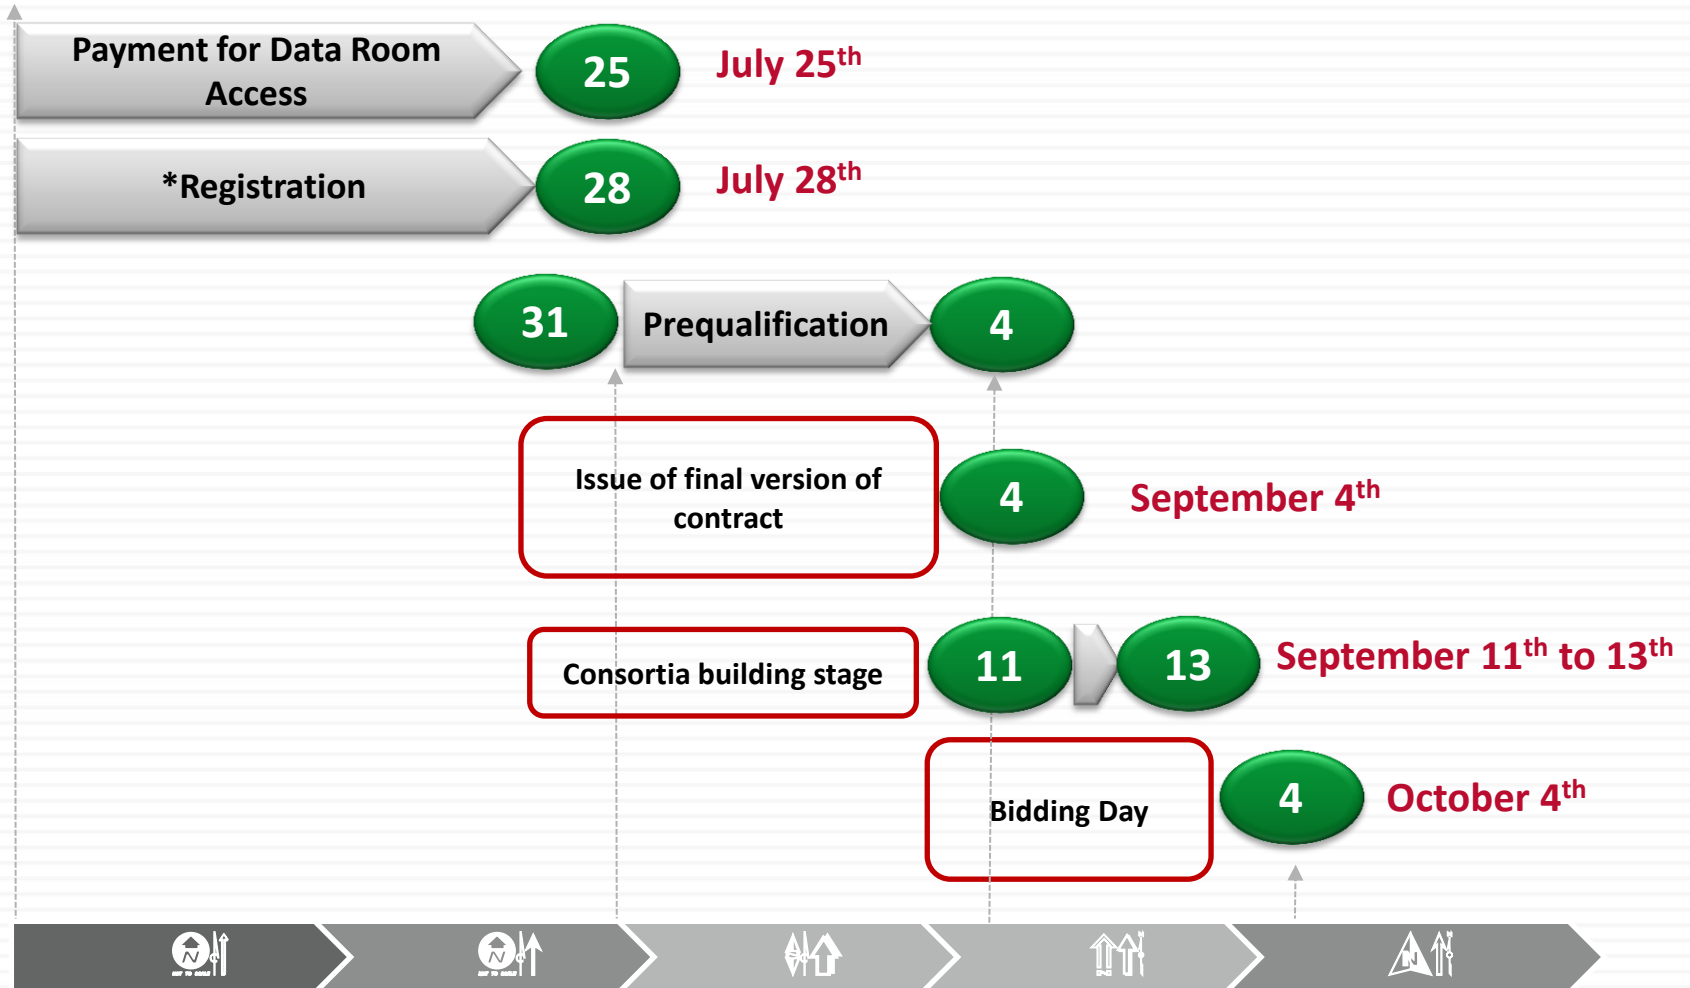 Payment for Data Room
Access
25
July 25th
*Registration
28
July 28th
31
Prequalification
4
Issue of final version of
contract
4
September 4th
Consortia building stage
11
13
September 11th to 13th
Bidding Day
4
October 4th